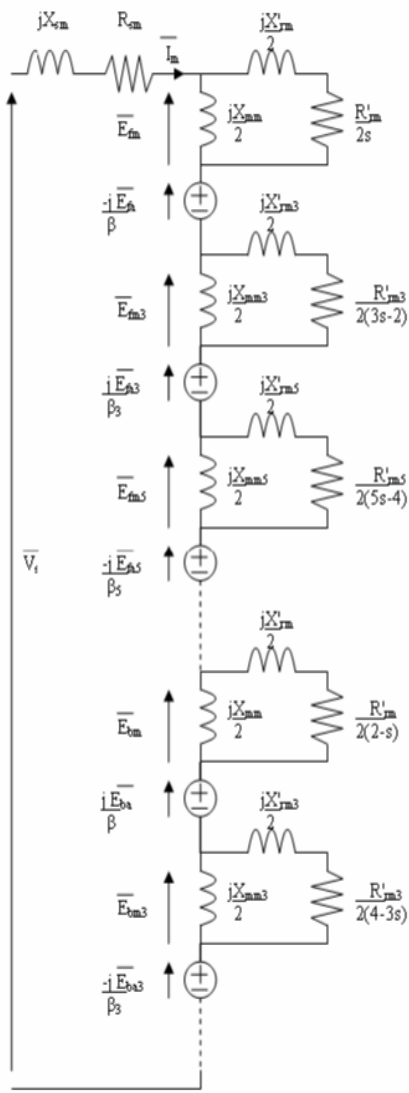 jXsm Rsm Im jX'rm
2
Efm jXmm
2 R'rm
2s
-j Efa
β
jX'rm3
2
Efm3 jXmm3
2 R'rm3
2(3s-2)
j Efa3
β3
jX'rm5
2
Efm5 jXmm5
2 R'rm5
2(5s-4)
V1
-j Efa5
β5
jX'rm
2
Ebm jXmm
2 R'rm
2(2-s)
j Eba
β
jX'rm3
2
Ebm3 jXmm3
2 R'rm3
2(4-3s)
-j Eba3
β3